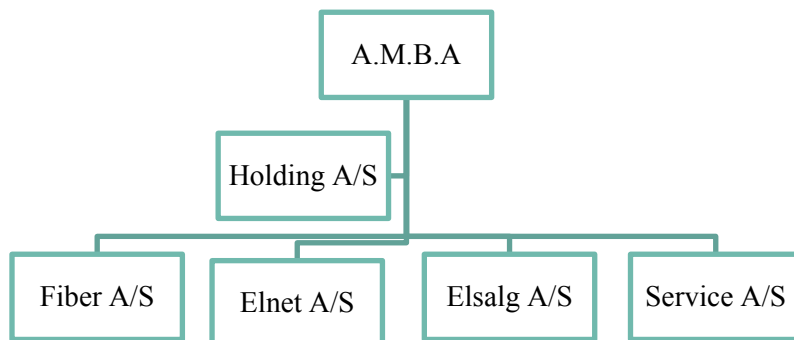 A.M.B.A
Holding A/S
Fiber A/S
Elnet A/S
Elsalg A/S
Service A/S